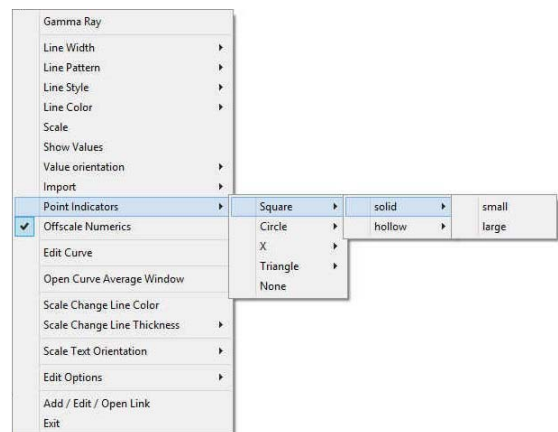 Gamma Ray
Line Width
Line Pattern
Line Style
Line Color
Scale
Show Values
Value orientation
Import
Point Indicators
Offscale Numerics
Edit Curve
Open Curve Average Window
Scale Change Line Color
Scale Change Line Thickness
Scale Text Orientation
Edit Options
Add / Edit / Open Link
Exit
Square
Circle
X
Triangle
None
solid
hollow
small
large